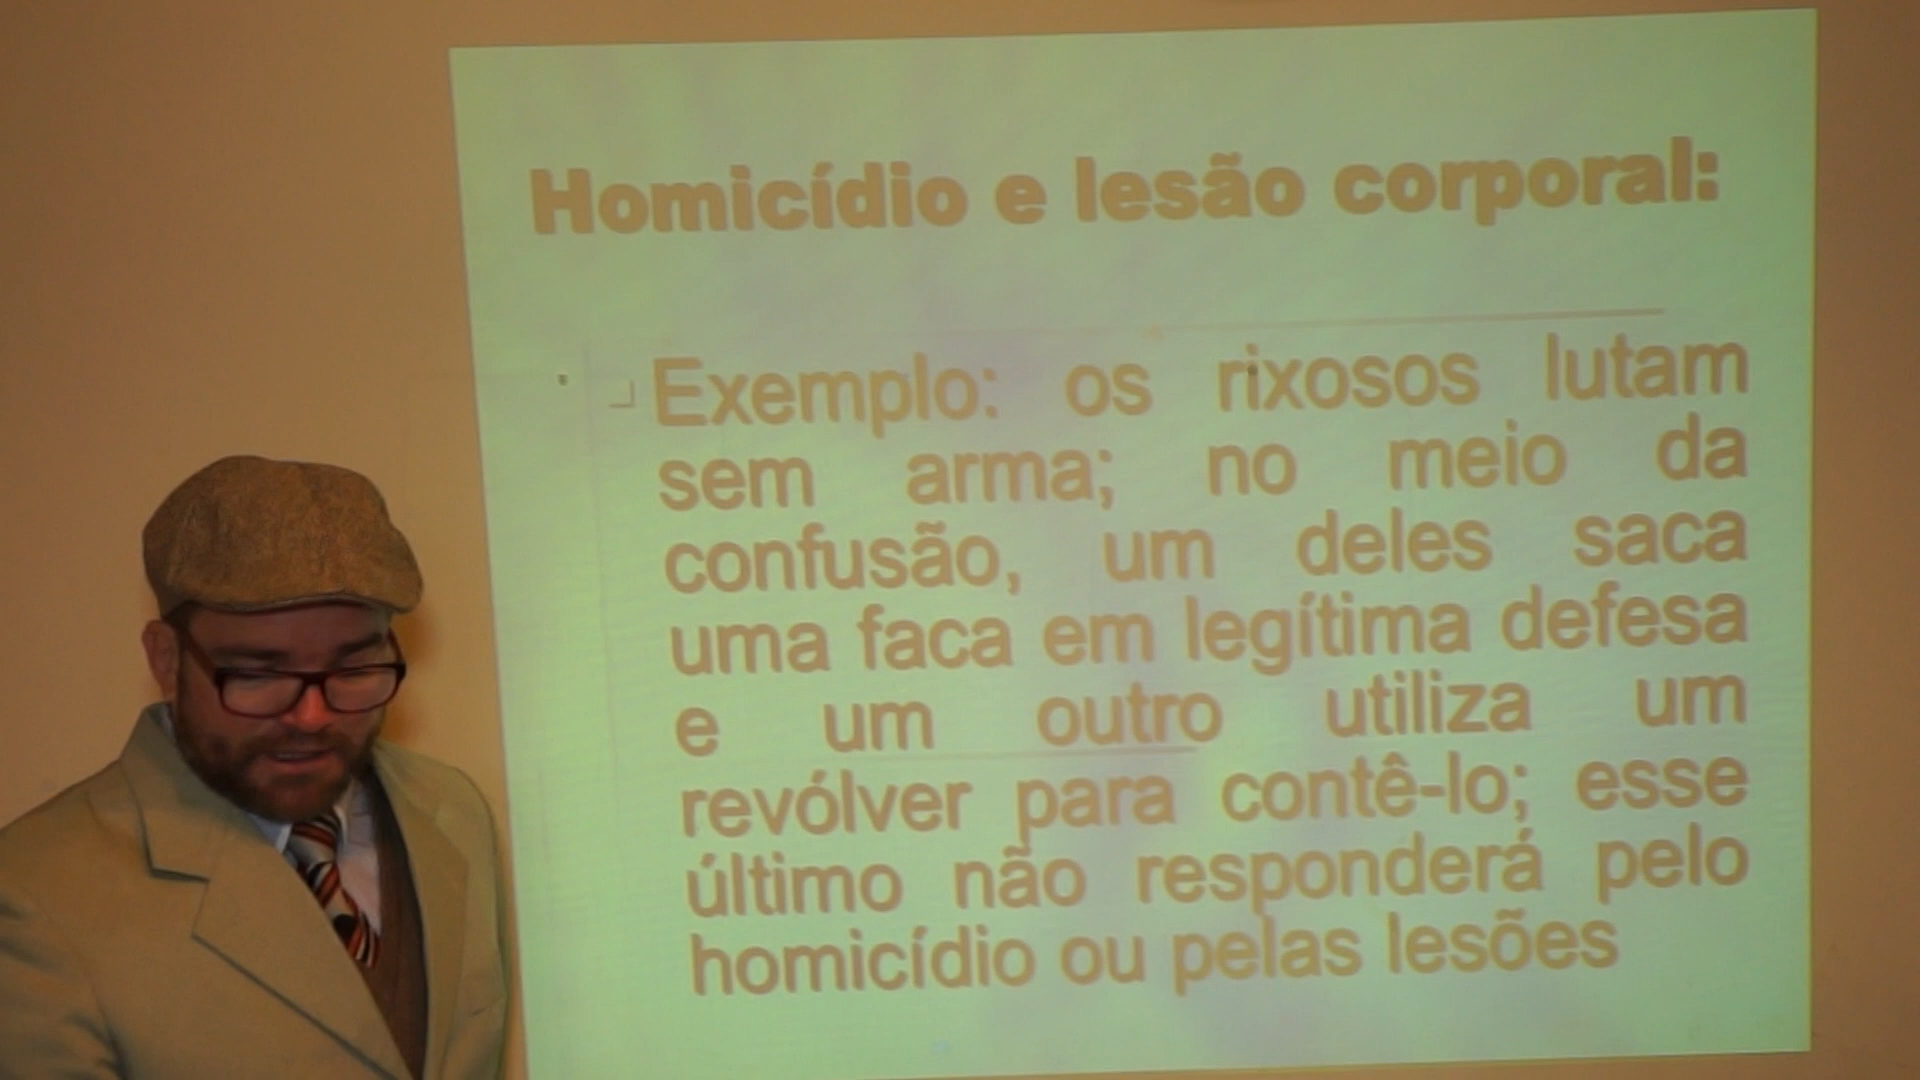 Homicídio e lesão corporal:
Exemplo: os rixosos lutam
sem arma; no meio da
confusão, um deles saca
uma faca em legítima defesa
e um outro utiliza um
revólver para contê-lo; esse
último não responderá pelo
homicídio ou pelas lesões